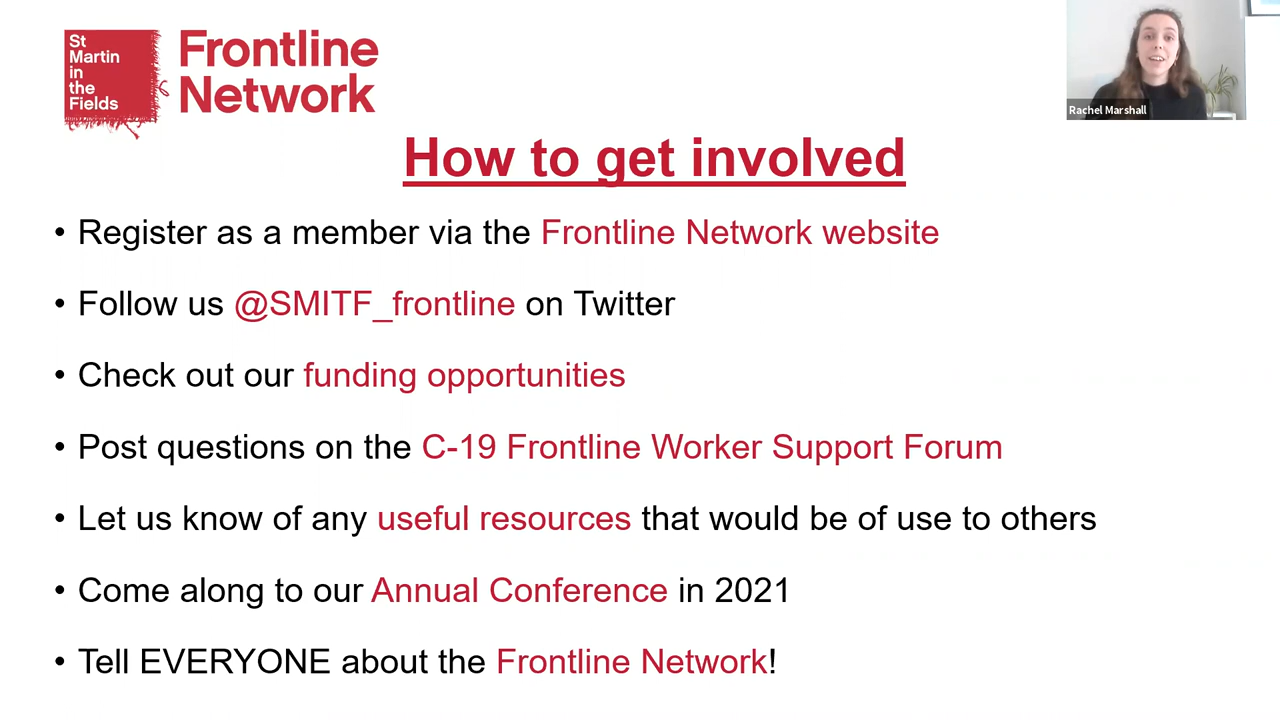 St
Martin
in
the
Fields
Frontline
Network
Rachel Marshall
How to get involved
• Register as a member via the Frontline Network website
• Follow us @SMITF_frontline on Twitter
• Check out our funding opportunities
• Post questions on the C-19 Frontline Worker Support Forum
• Let us know of any useful resources that would be of use to others
• Come along to our Annual Conference in 2021
• Tell EVERYONE about the Frontline Network!